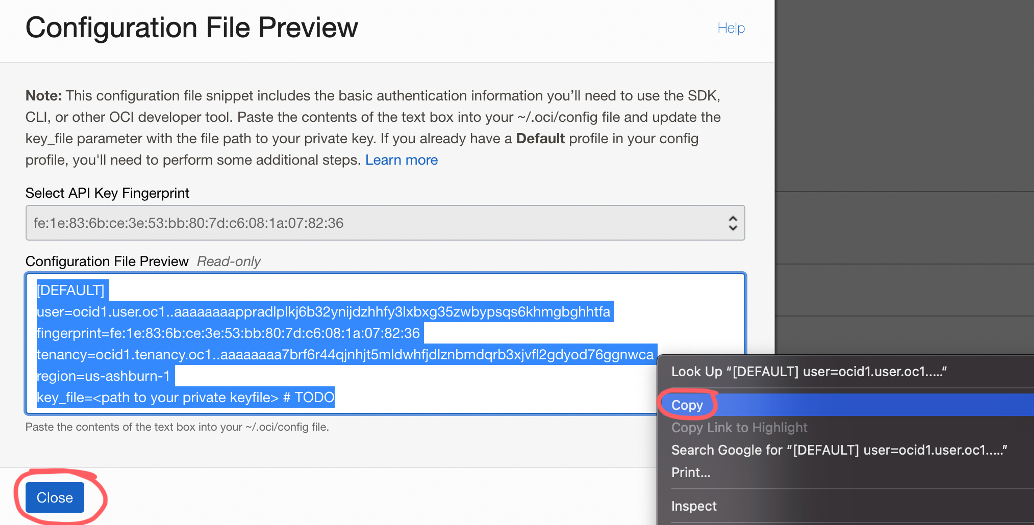 Configuration File Preview
Help
Note: This configuration file snippet includes the basic authentication information you'll need to use the SDK,
CLI, or other OCI developer tool. Paste the contents of the text box into your ~/.oci/config file and update the
key_file parameter with the file path to your private key. If you already have a Default profile in your config
profile, you'll need to perform some additional steps. Learn more
Select API Key Fingerprint
fe:1e:83:6b:ce:3e:53:bb:80:7d:c6:08:1a:07:82:36
Configuration File Preview Read-only
[DEFAULT]
user=ocid1.user.oc1..aaaaaaaappradlplkj6b32ynijdzhhfy3lxbxg35zwbypsqs6khmgbghhtfa
fingerprint=fe:1e:83:6b:ce:3e:53:bb:80:7d:c6:08:1a:07:82:36
tenancy=ocid1.tenancy.oc1..aaaaaaaa7brf6r44qjnhjt5mldwhfjdlznbmdqrb3xjvfl2gdyod76ggnwca
region=us-ashburn-1
key_file=<path to your private keyfile> # TODO
Paste the contents of the text box into your ~/.oci/config file.
Close
Look Up "[DEFAULT] user=ocid1.user.oc1....."
Copy
Copy Link to Highlight
Search Google for "[DEFAULT] user=ocid1.user.oc1....."
Print...
Inspect